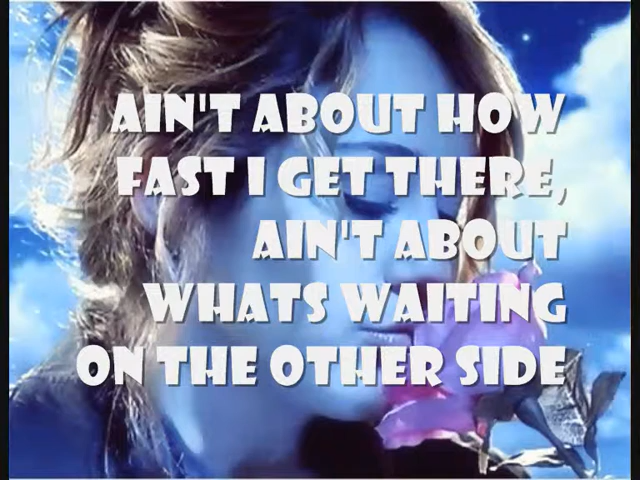 AIN'T ABOUT HOW
FAST I GET THERE,
AIN'T ABOUT
WHATS WAITING
ON THE OTHER SIDE